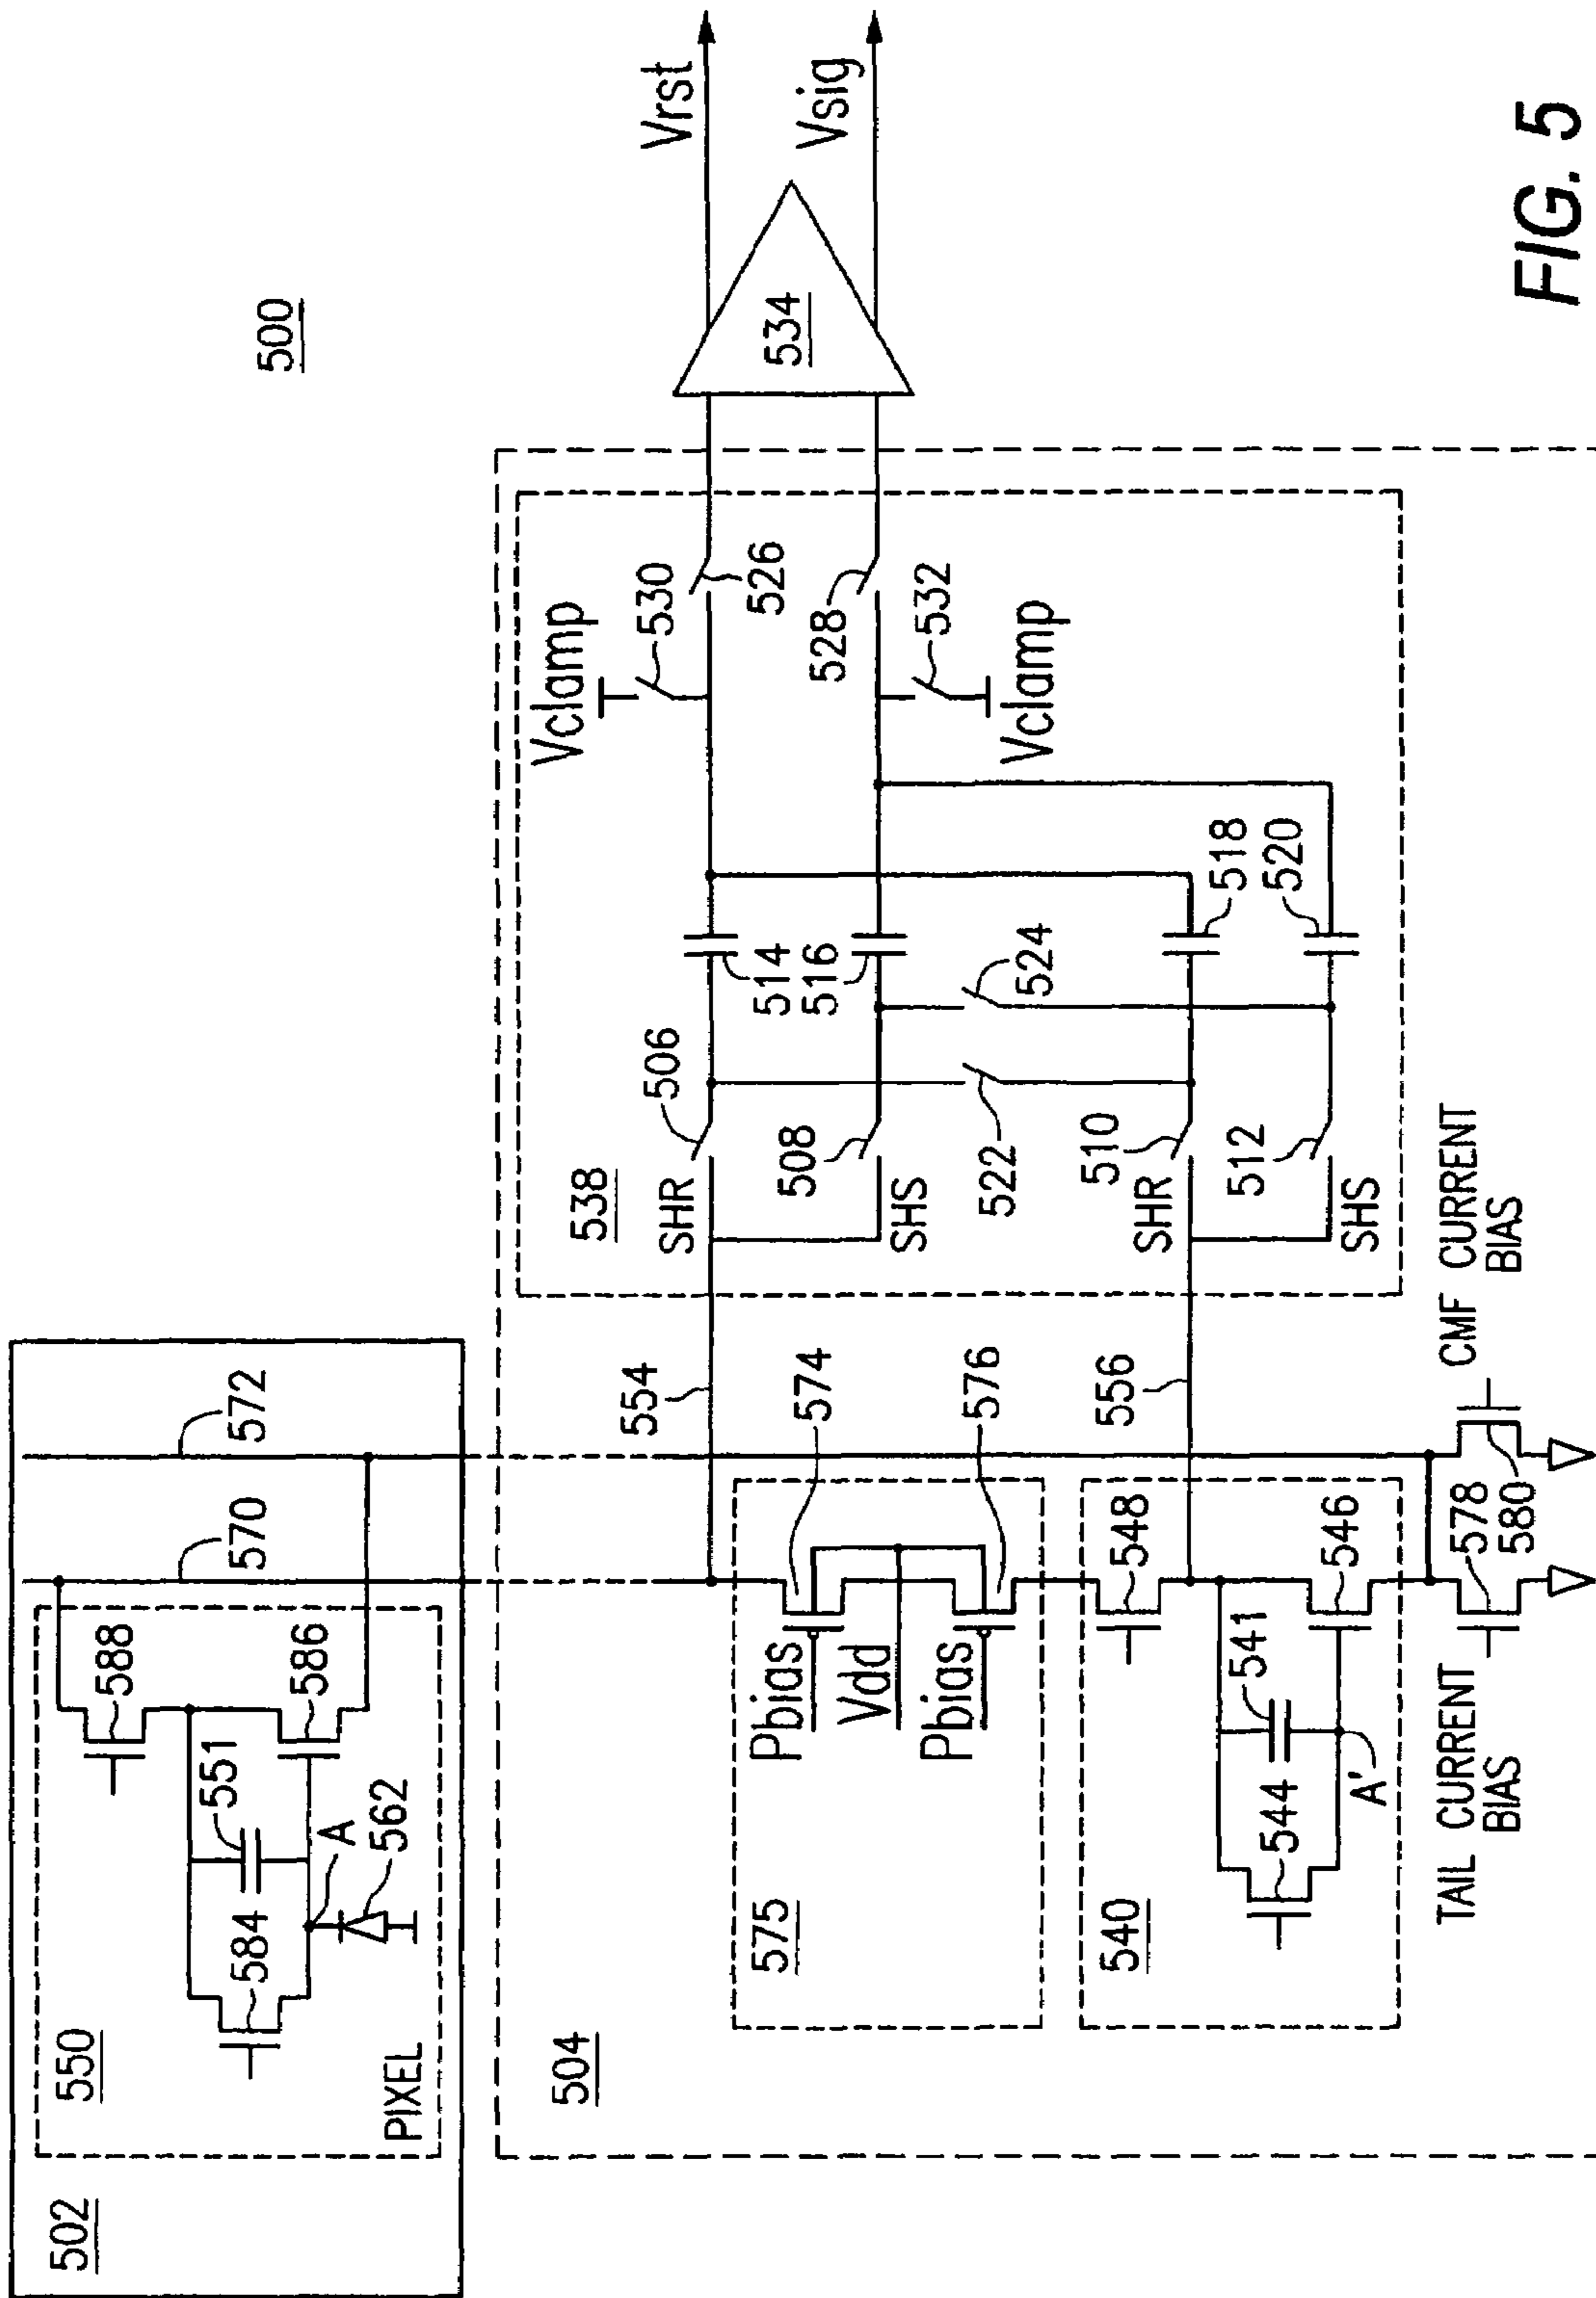 502
550
PIXEL
588
551
584
A
562
586
570
572
500
504
554
575
Pbias
574
Vdd
Pbias
576
540
548
556
541
544
546
A'
TAIL CURRENT
BIAS
578
580
CMF CURRENT
BIAS
538
SHR
506
508
SHS
522
SHR
510
512
SHS
514
516
524
518
520
Vclamp
530
526
528
532
Vclamp
534
Vrst
Vsig
FIG. 5